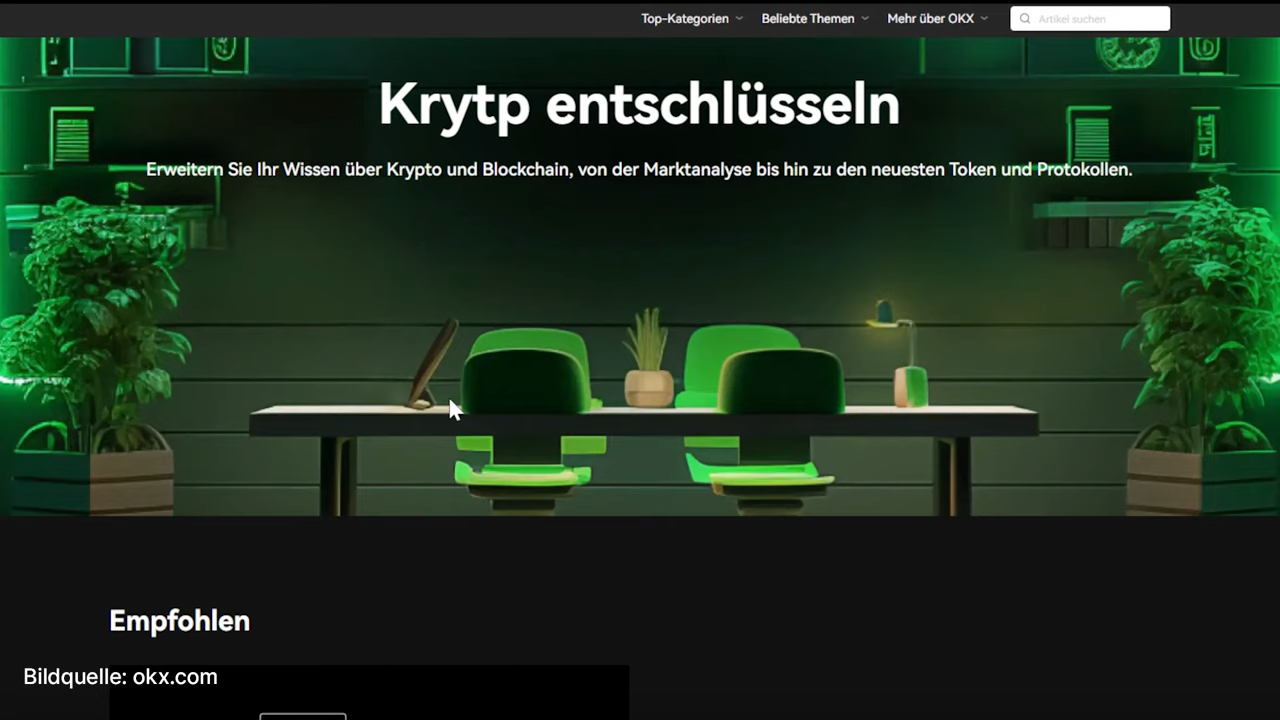 Top-Kategorien Beliebte Themen Mehr über OKX Artikel suchen
Krytp entschlüsseln
Erweitern Sie Ihr Wissen über Krypto und Blockchain, von der Marktanalyse bis hin zu den neuesten Token und Protokollen.
Empfohlen
Bildquelle: okx.com